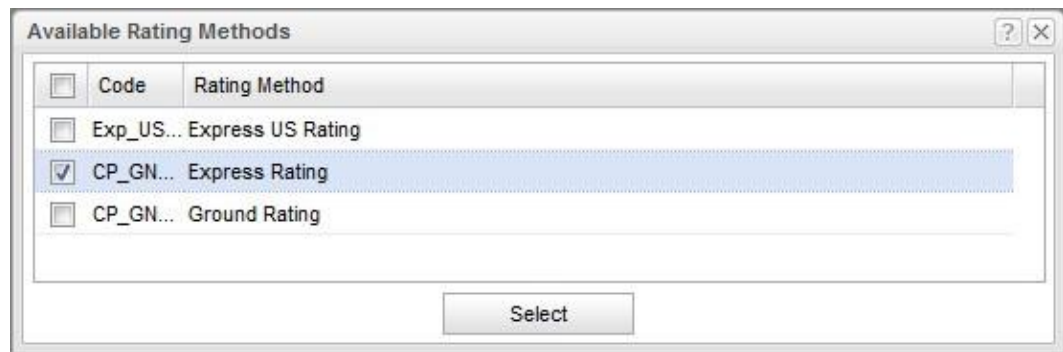 Available Rating Methods
Code Rating Method
Exp_US... Express US Rating
CP_GN... Express Rating
CP_GN... Ground Rating
Select